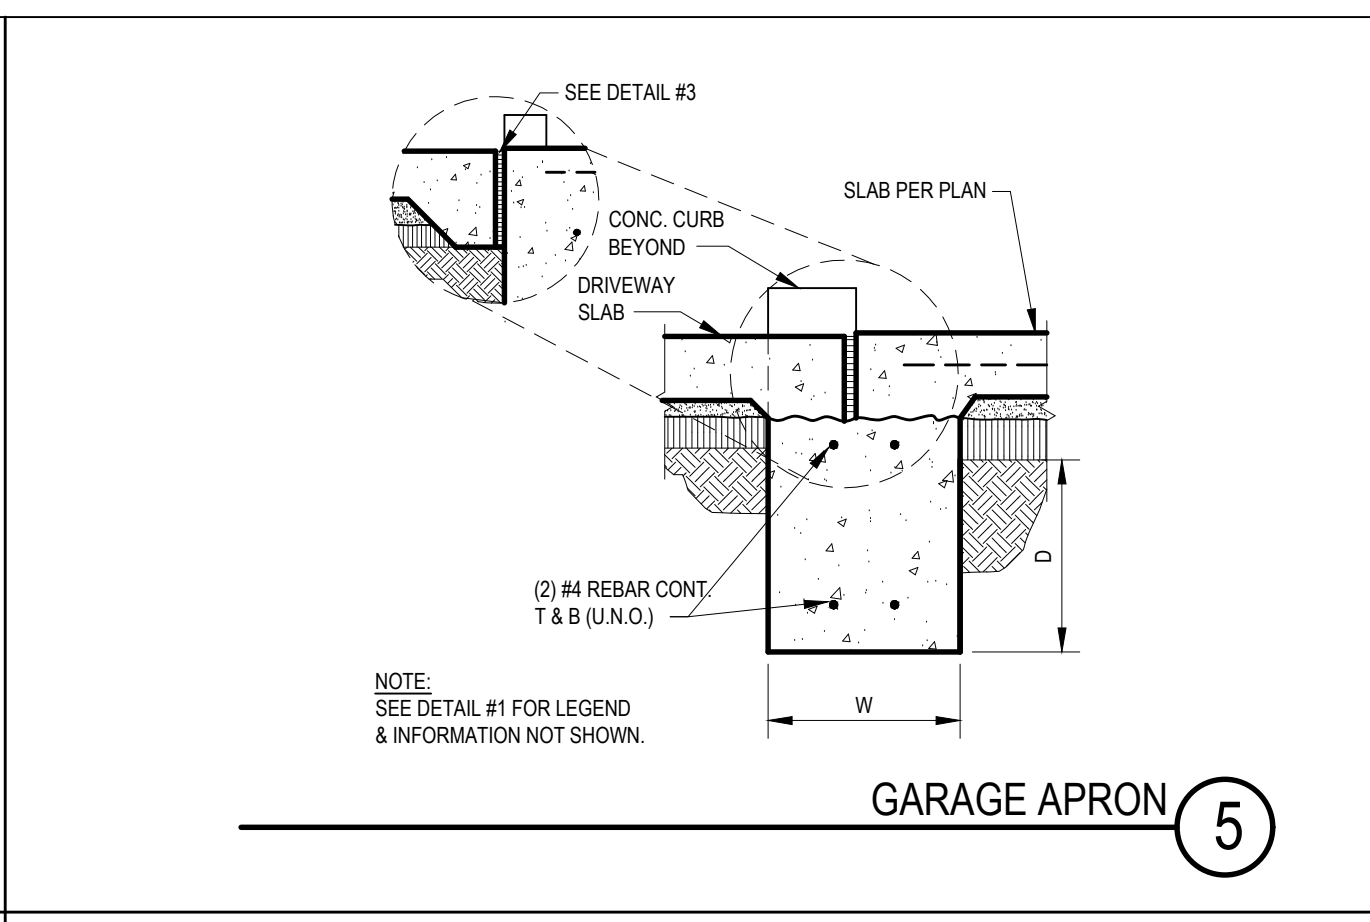 SEE DETAIL #3
SLAB PER PLAN
CONC. CURB
BEYOND
DRIVEWAY
SLAB
D
(2) #4 REBAR CONT.
T & B (U.N.O.)
NOTE:
SEE DETAIL #1 FOR LEGEND
& INFORMATION NOT SHOWN.
W
GARAGE APRON
5